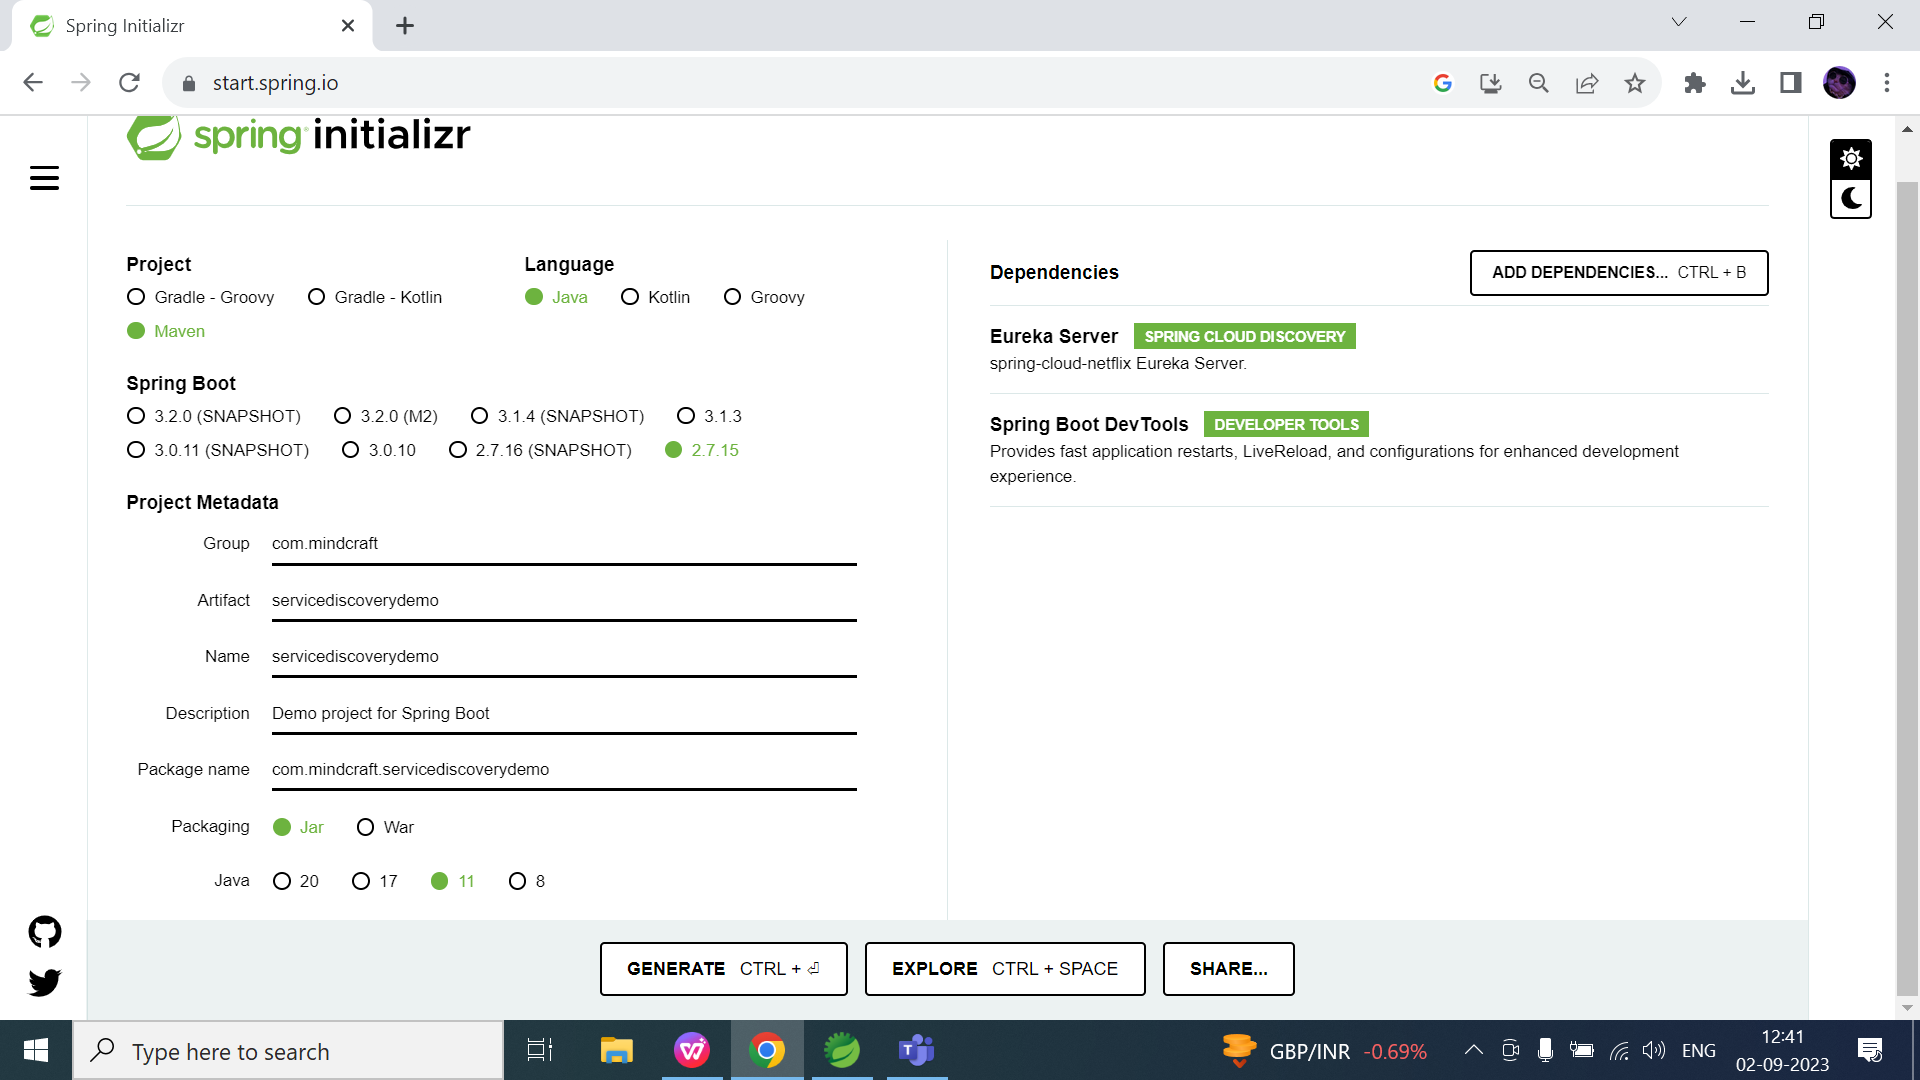 Spring Initializr
start.spring.io
spring initializr
Project
Gradle - Groovy Gradle - Kotlin
Maven
Language
Java Kotlin Groovy
Spring Boot
3.2.0 (SNAPSHOT) 3.2.0 (M2) 3.1.4 (SNAPSHOT) 3.1.3
3.0.11 (SNAPSHOT) 3.0.10 2.7.16 (SNAPSHOT) 2.7.15
Project Metadata
Group com.mindcraft
Artifact servicediscoverydemo
Name servicediscoverydemo
Description Demo project for Spring Boot
Package name com.mindcraft.servicediscoverydemo
Packaging Jar War
Java 20 17 11 8
Dependencies ADD DEPENDENCIES... CTRL + B
Eureka Server SPRING CLOUD DISCOVERY
spring-cloud-netflix Eureka Server.
Spring Boot DevTools DEVELOPER TOOLS
Provides fast application restarts, LiveReload, and configurations for enhanced development
experience.
GENERATE CTRL + ⏎ EXPLORE CTRL + SPACE SHARE...
Type here to search
GBP/INR -0.69%
ENG
12:41
02-09-2023